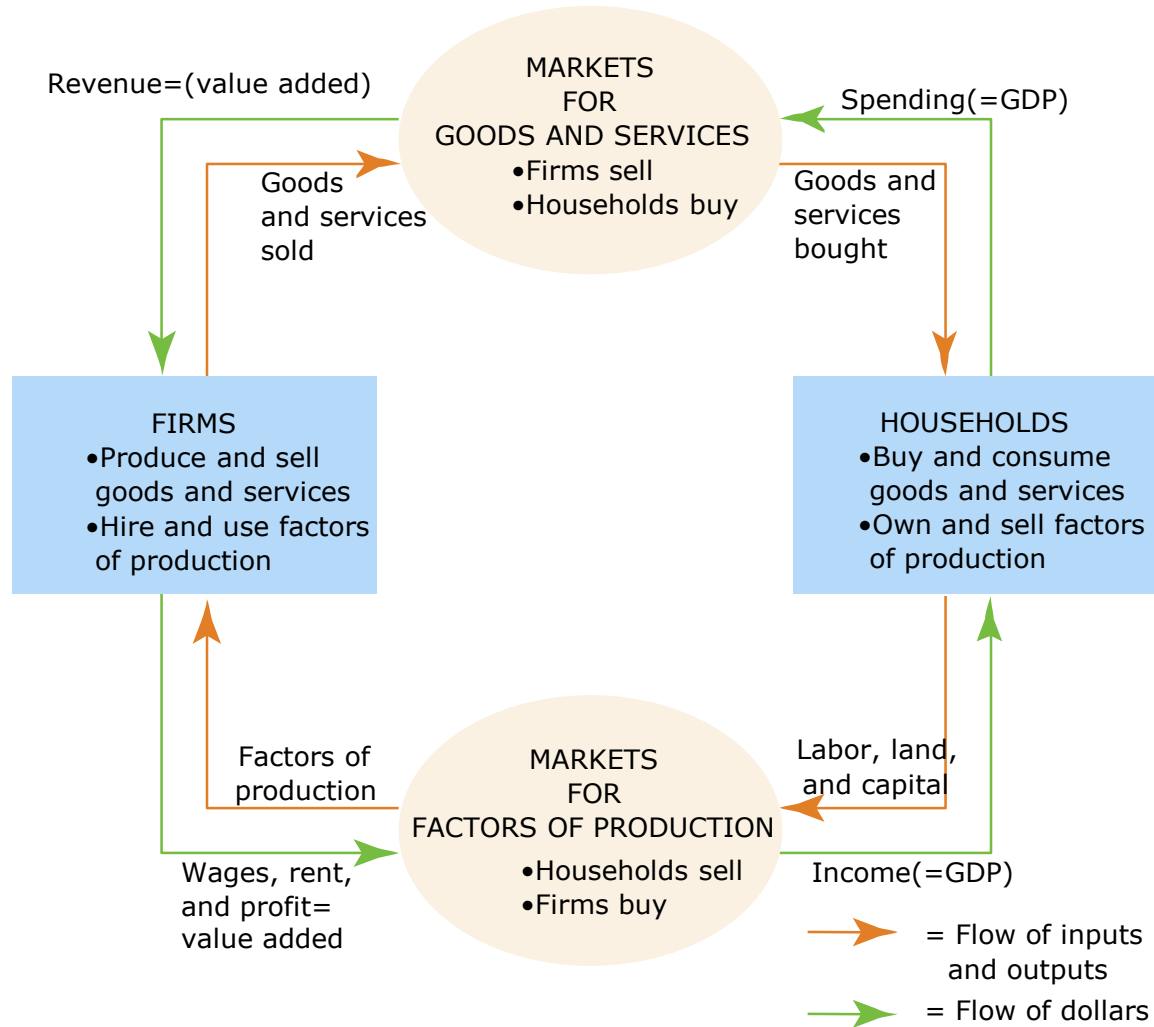 Revenue=(value added)
MARKETS
FOR
GOODS AND SERVICES
•Firms sell
•Households buy
Spending(=GDP)
Goods
and services
sold
Goods and
services
bought
FIRMS
•Produce and sell
goods and services
•Hire and use factors
of production
HOUSEHOLDS
•Buy and consume
goods and services
•Own and sell factors
of production
Factors of
production
MARKETS
FOR
FACTORS OF PRODUCTION
•Households sell
•Firms buy
Labor, land,
and capital
Wages, rent,
and profit=
value added
Income(=GDP)
= Flow of inputs
and outputs
= Flow of dollars